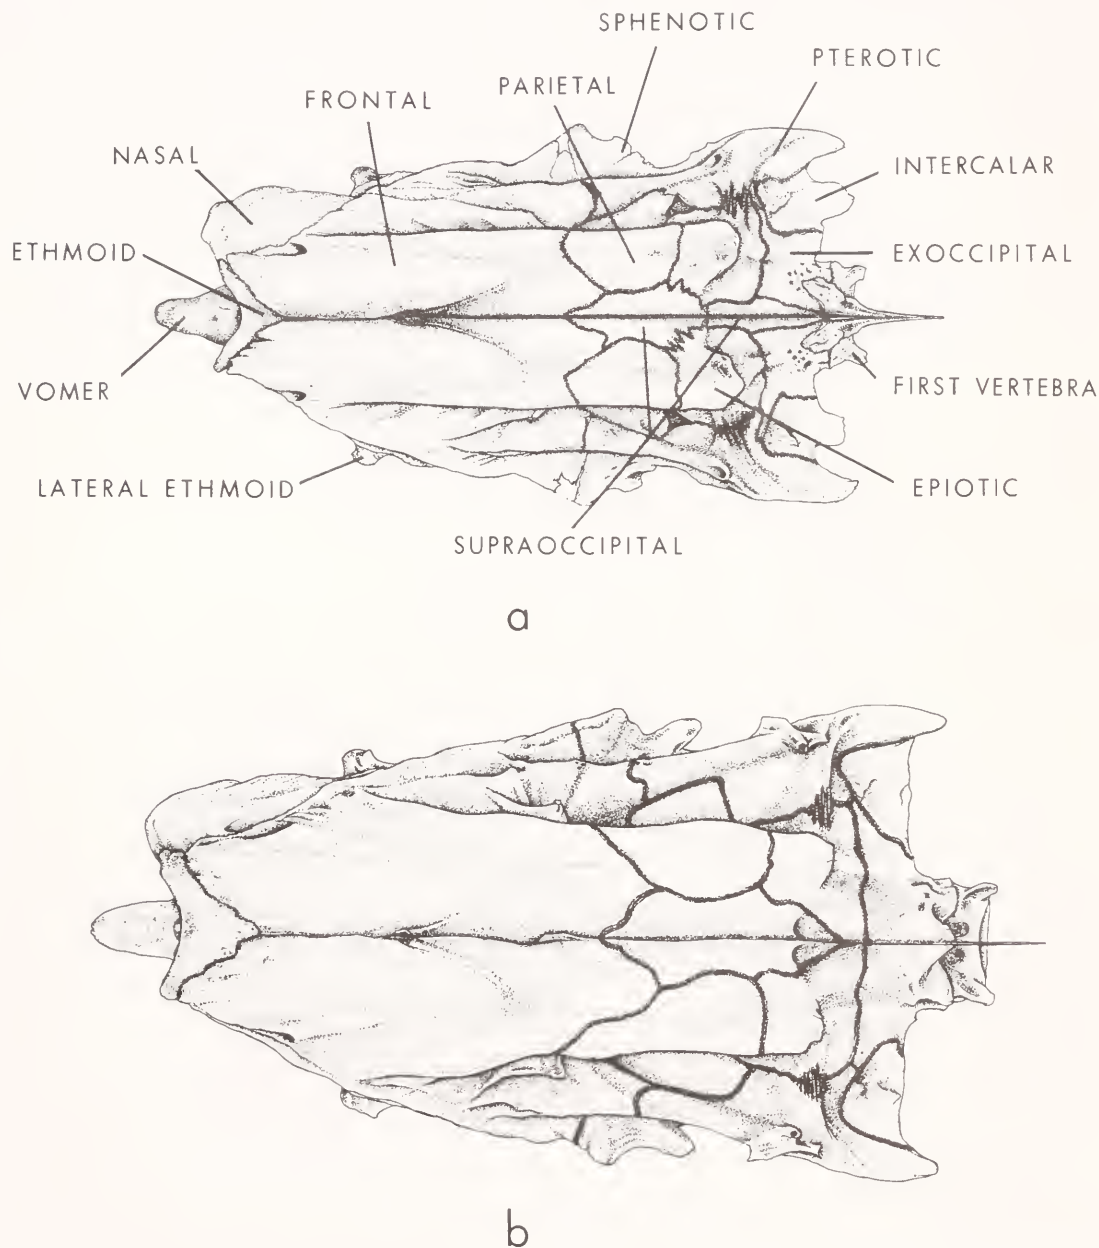 SPHENOTIC
PTEROTIC
PARIETAL
FRONTAL
NASAL
INTERCALAR
ETHMOID
EXOCCIPITAL
VOMER
FIRST VERTEBRA
LATERAL ETHMOID
EPIOTIC
SUPRAOCCIPITAL
a
b